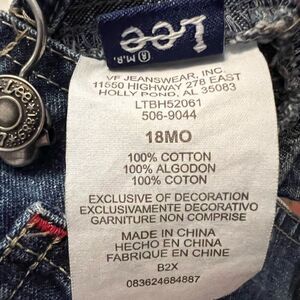 Lee
® M.R.
VF JEANSWEAR, INC.
11550 HIGHWAY 278 EAST
HOLLY POND, AL 35083
LTBH52061
506-9044
18MO
100% COTTON
100% ALGODON
100% COTON
EXCLUSIVE OF DECORATION
EXCLUSIVAMENTE DECORATIVO
GARNITURE NON COMPRISE
MADE IN CHINA
HECHO EN CHINA
FABRIQUE EN CHINE
B2X
083624684887
Lee